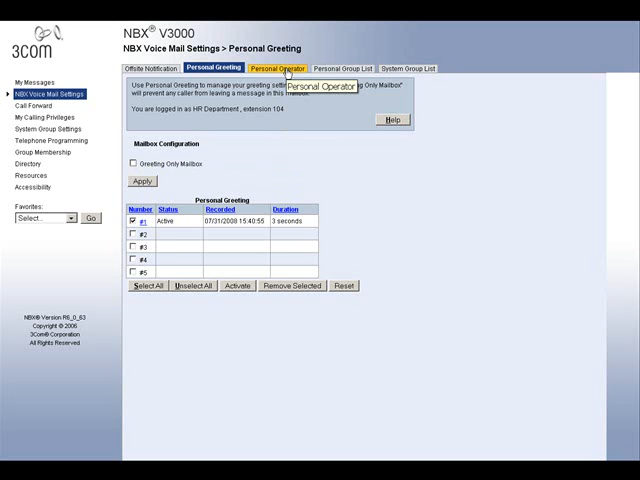 3com
NBX® V3000
NBX Voice Mail Settings > Personal Greeting
Offsite Notification
Personal Greeting
Personal Operator
Personal Group List
System Group List
Personal Operator
My Messages
NBX Voice Mail Settings
Call Forward
My Calling Privileges
System Group Settings
Telephone Programming
Group Membership
Directory
Resources
Accessibility
Favorites:
Select...
Go
NBX® Version R6_0_63
Copyright © 2006
3Com® Corporation
All Rights Reserved
Use Personal Greeting to manage your greeting Only Mailbox"
will prevent any caller from leaving a message in this
You are logged in as HR Department, extension 104
Help
Mailbox Configuration
Greeting Only Mailbox
Apply
Personal Greeting
Number Status Recorded Duration
#1 Active 07/31/2008 15:40:55 3 seconds
#2
#3
#4
#5
Select All Unselect All Activate Remove Selected Reset